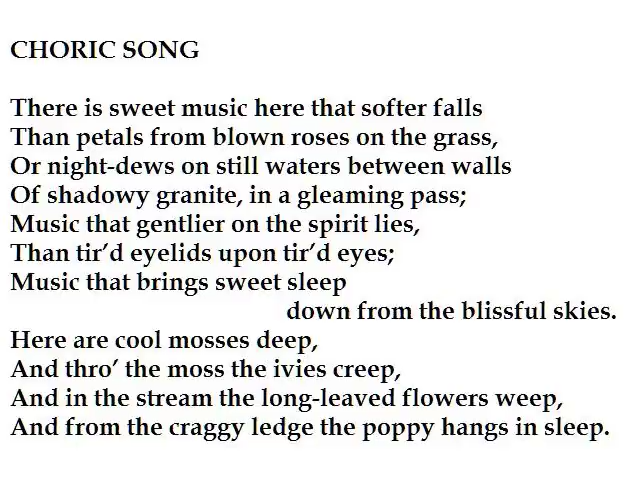 CHORIC SONG
There is sweet music here that softer falls
Than petals from blown roses on the grass,
Or night-dews on still waters between walls
Of shadowy granite, in a gleaming pass;
Music that gentlier on the spirit lies,
Than tir’d eyelids upon tir’d eyes;
Music that brings sweet sleep
down from the blissful skies.
Here are cool mosses deep,
And thro’ the moss the ivies creep,
And in the stream the long-leaved flowers weep,
And from the craggy ledge the poppy hangs in sleep.